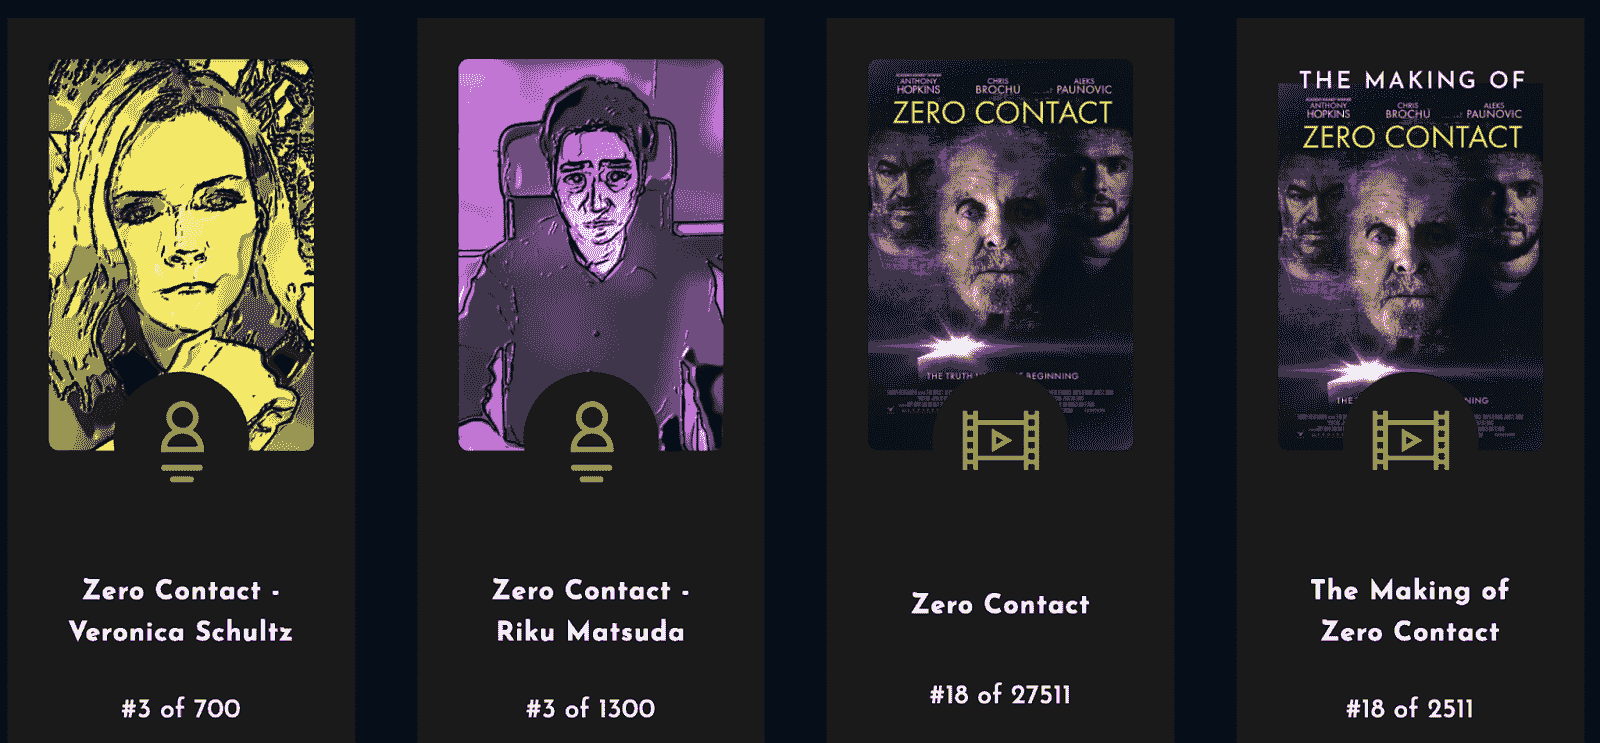 Zero Contact -
Veronica Schultz
#3 of 700
Zero Contact -
Riku Matsuda
#3 of 1300
ANTHONY HOPKINS
CHRIS BROCHU
ALEKS PAUNOVIC
ZERO CONTACT
THE TRUTH
BEGINNING
Zero Contact
#18 of 27511
THE MAKING OF
ANTHONY HOPKINS
CHRIS BROCHU
ALEKS PAUNOVIC
ZERO CONTACT
The Making of
Zero Contact
#18 of 2511